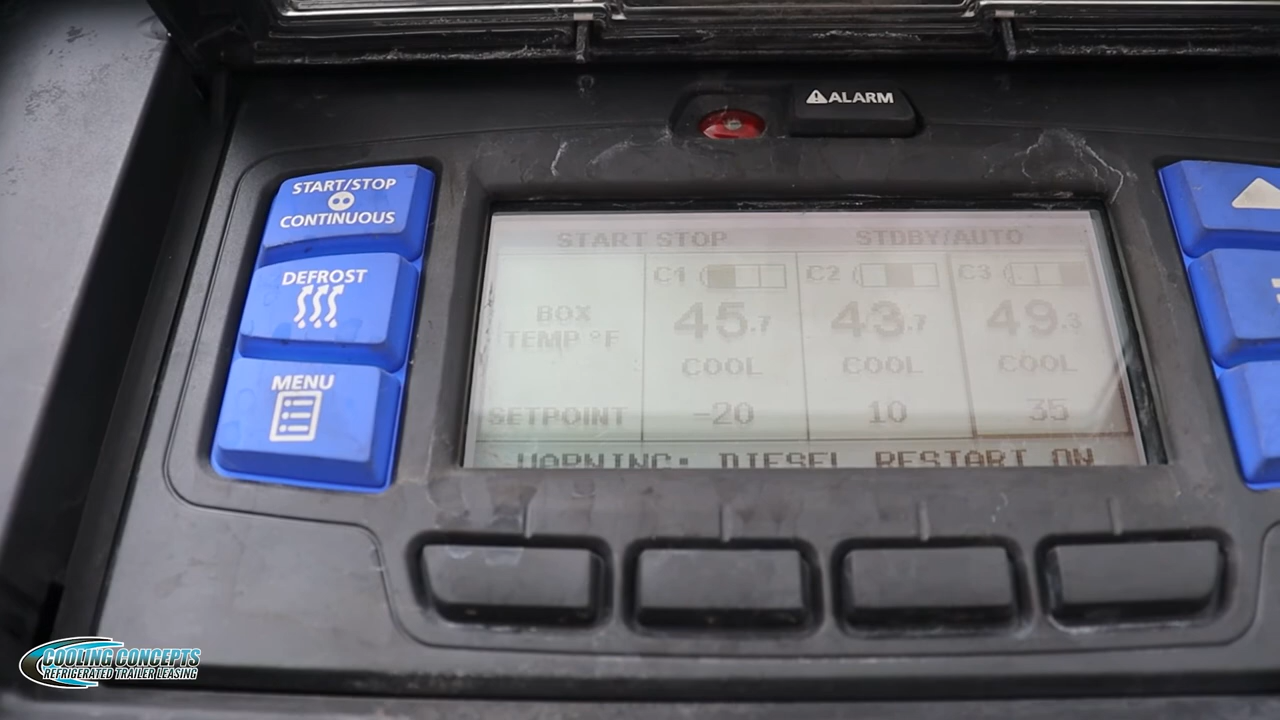 ⚠ALARM
START/STOP
CONTINUOUS
DEFROST
MENU
START STOP STDBY/AUTO
C1 C2 C3
BOX
TEMP °F
45.7 43.7 49.3
COOL COOL COOL
SETPOINT -20 10 35
WARNING: DIESEL RESTART ON
COOLING CONCEPTS
REFRIGERATED TRAILER LEASING